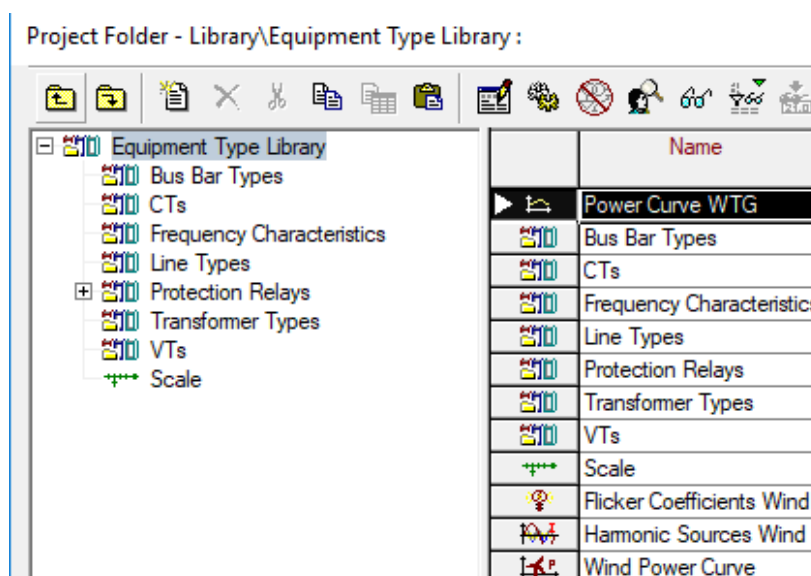 Project Folder - Library\Equipment Type Library :
Equipment Type Library
Bus Bar Types
CTs
Frequency Characteristics
Line Types
Protection Relays
Transformer Types
VTs
Scale
Name
Power Curve WTG
Bus Bar Types
CTs
Frequency Characteristics
Line Types
Protection Relays
Transformer Types
VTs
Scale
Flicker Coefficients Wind
Harmonic Sources Wind
Wind Power Curve